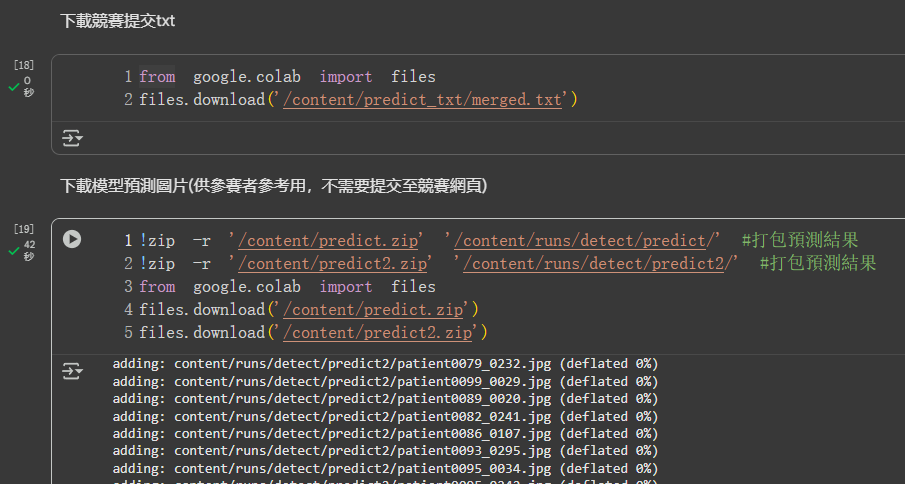 下載競賽提交txt
[18]
0
秒
1 from google.colab import files
2 files.download('/content/predict_txt/merged.txt')
下載模型預測圖片(供參賽者參考用，不需要提交至競賽網頁)
[19]
42
秒
1 !zip -r '/content/predict.zip' '/content/runs/detect/predict/' #打包預測結果
2 !zip -r '/content/predict2.zip' '/content/runs/detect/predict2/' #打包預測結果
3 from google.colab import files
4 files.download('/content/predict.zip')
5 files.download('/content/predict2.zip')
adding: content/runs/detect/predict2/patient0079_0232.jpg (deflated 0%)
adding: content/runs/detect/predict2/patient0099_0029.jpg (deflated 0%)
adding: content/runs/detect/predict2/patient0089_0020.jpg (deflated 0%)
adding: content/runs/detect/predict2/patient0082_0241.jpg (deflated 0%)
adding: content/runs/detect/predict2/patient0086_0107.jpg (deflated 0%)
adding: content/runs/detect/predict2/patient0093_0295.jpg (deflated 0%)
adding: content/runs/detect/predict2/patient0095_0034.jpg (deflated 0%)